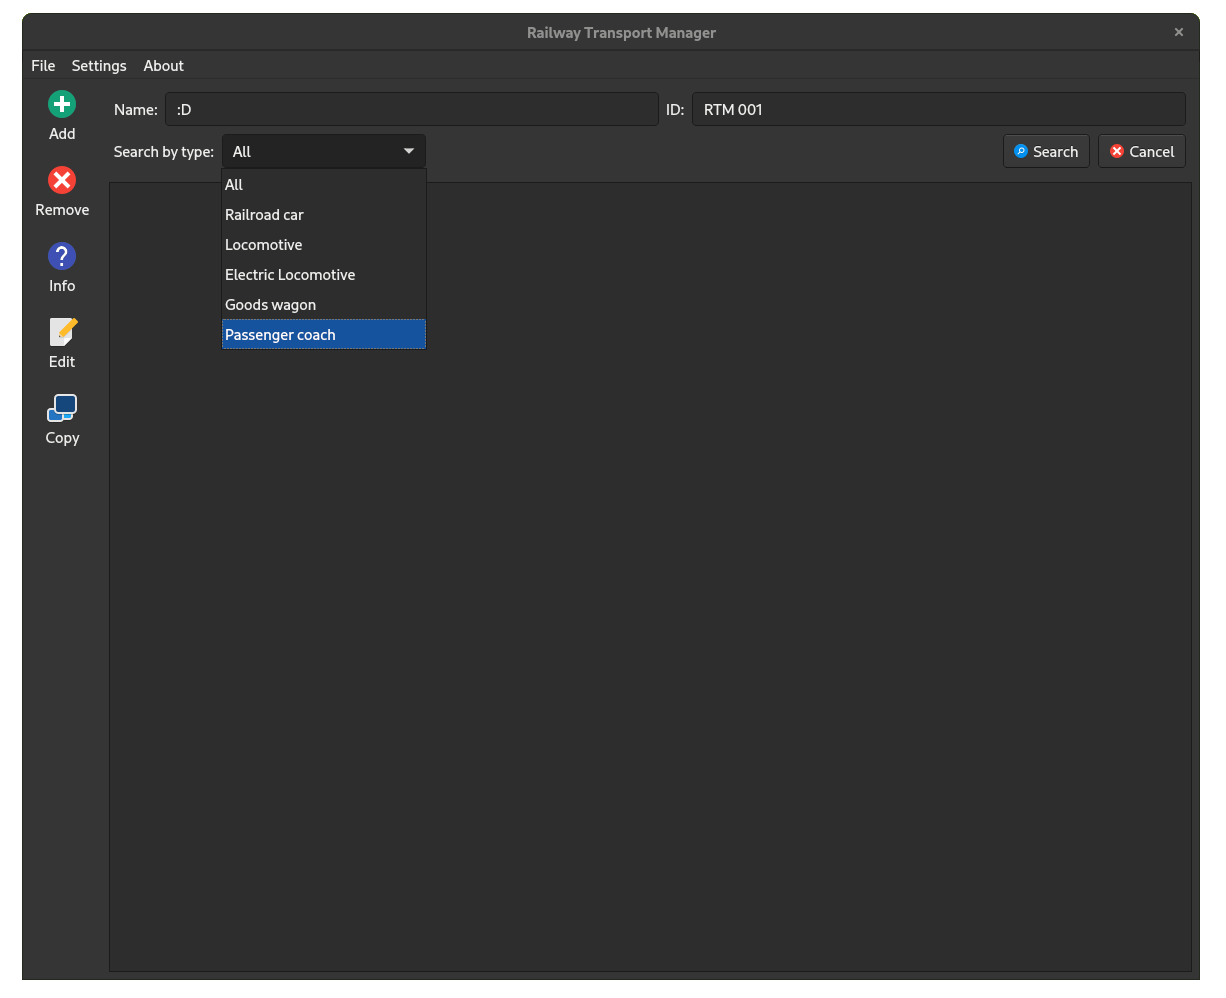 Railway Transport Manager
File Settings About
Add
Remove
Info
Edit
Copy
Name: :D ID: RTM 001
Search by type: All Search Cancel
All
Railroad car
Locomotive
Electric Locomotive
Goods wagon
Passenger coach